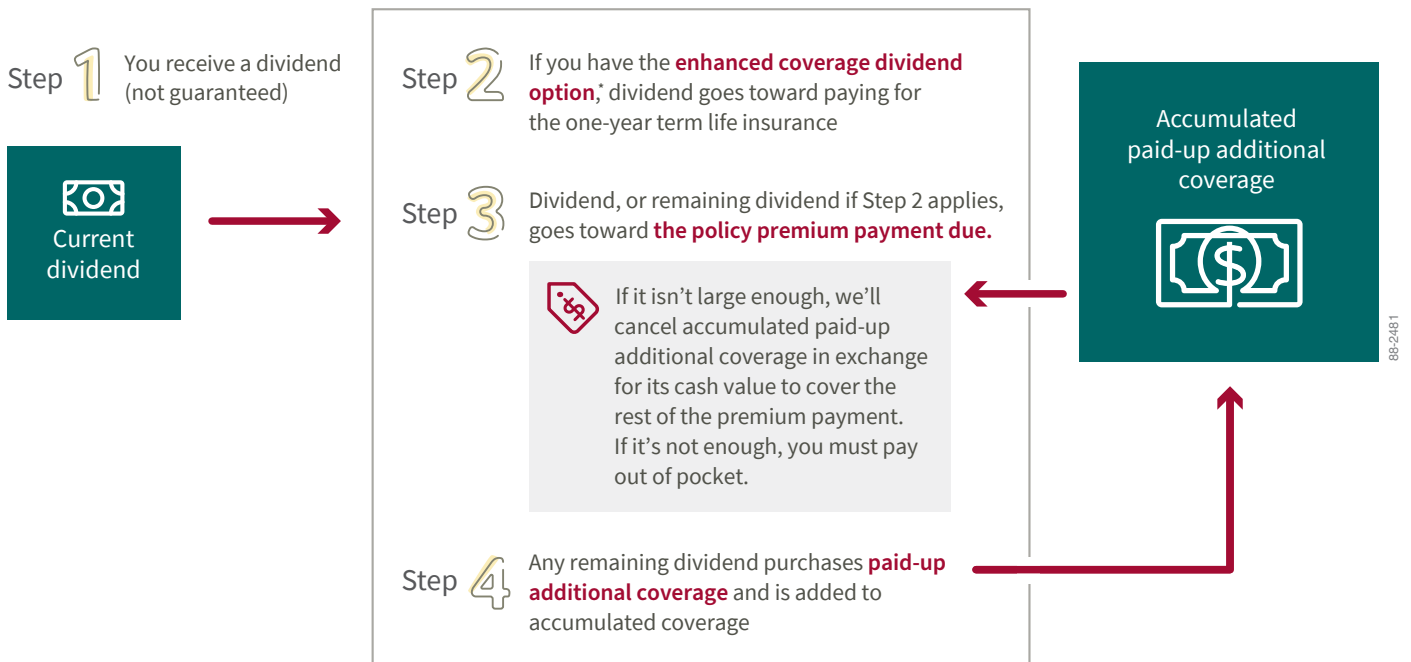 Step 1
You receive a dividend
(not guaranteed)
Current
dividend
Step 2
If you have the enhanced coverage dividend
option,* dividend goes toward paying for
the one-year term life insurance
Step 3
Dividend, or remaining dividend if Step 2 applies,
goes toward the policy premium payment due.
If it isn’t large enough, we’ll
cancel accumulated paid-up
additional coverage in exchange
for its cash value to cover the
rest of the premium payment.
If it’s not enough, you must pay
out of pocket.
Step 4
Any remaining dividend purchases paid-up
additional coverage and is added to
accumulated coverage
Accumulated
paid-up additional
coverage
88-2481